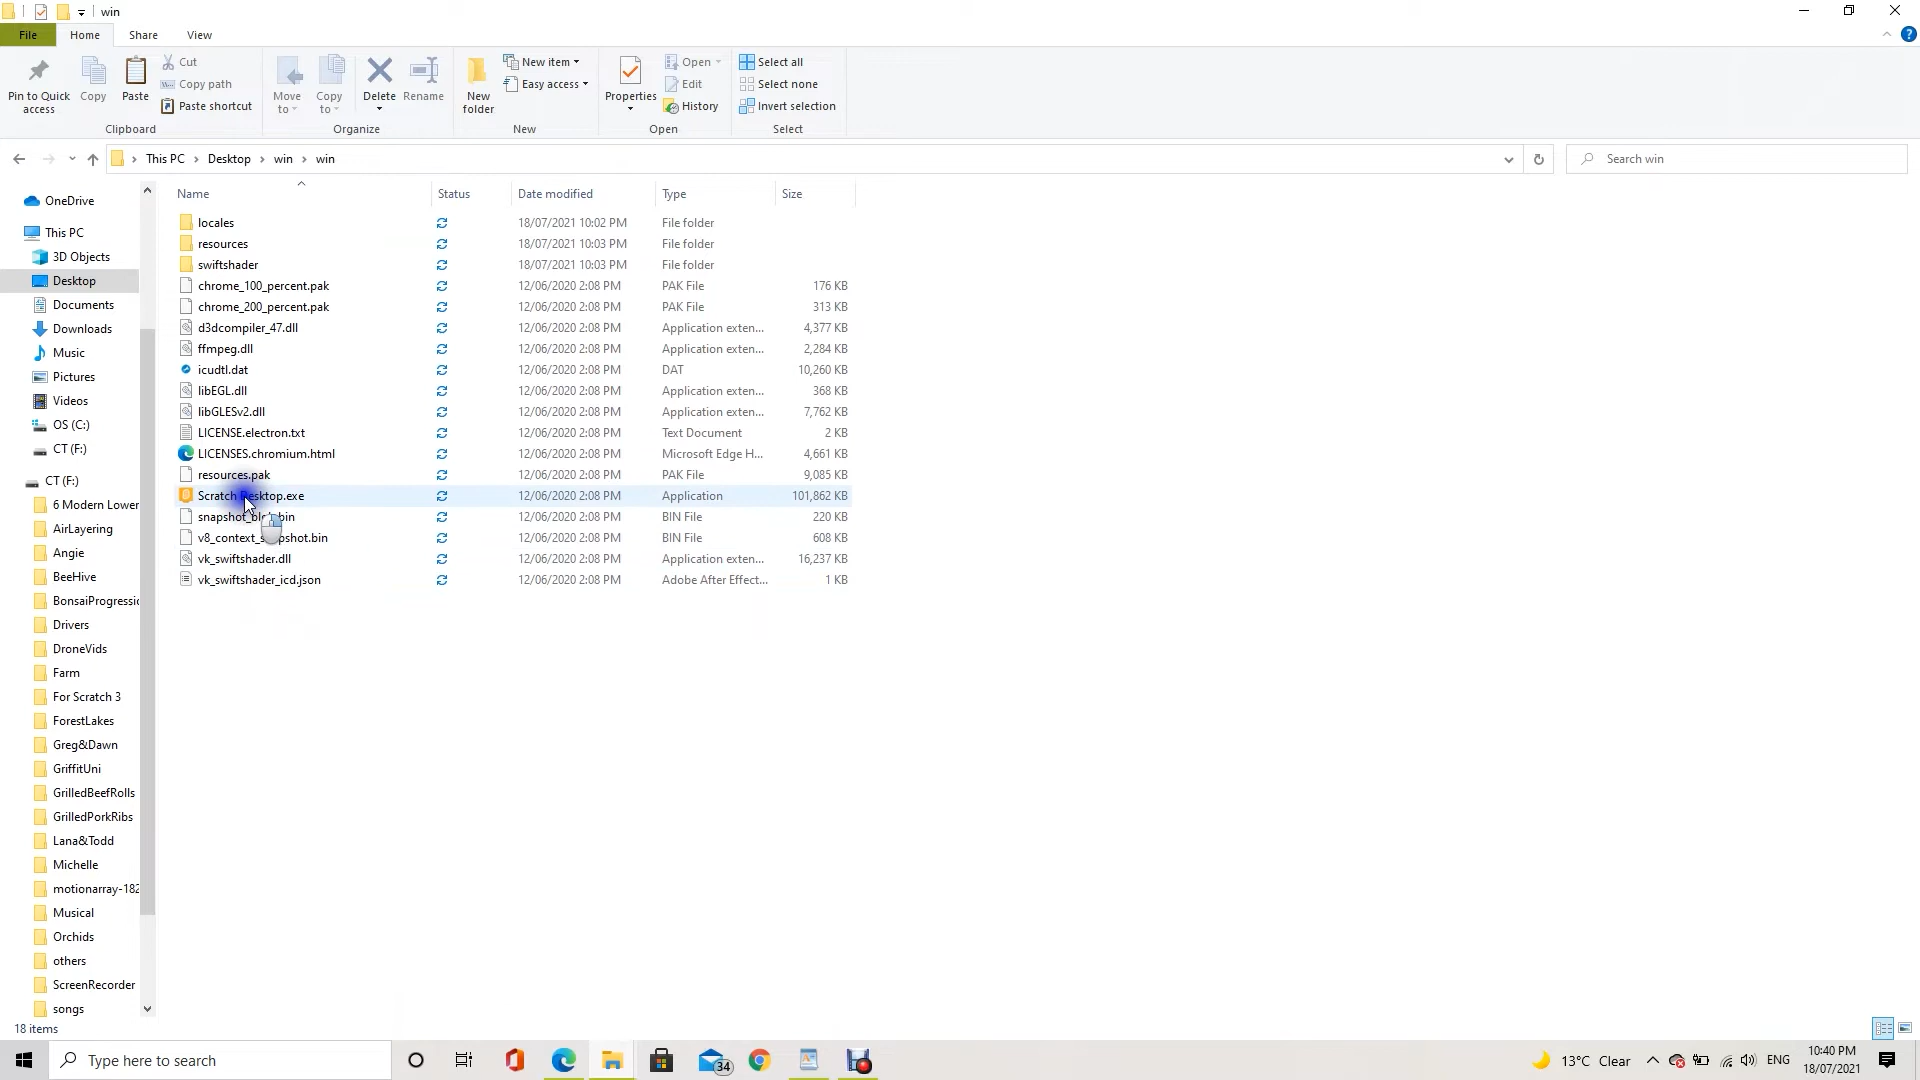 win
File Home Share View
Pin to Quick access
Copy
Paste
Cut
Copy path
Paste shortcut
Clipboard
Move to
Copy to
Delete
Rename
Organize
New folder
New item
Easy access
New
Properties
Open
Edit
History
Open
Select all
Select none
Invert selection
Select
This PC Desktop win win
Search win
OneDrive
This PC
3D Objects
Desktop
Documents
Downloads
Music
Pictures
Videos
OS (C:)
CT (F:)
CT (F:)
6 Modern Lower
AirLayering
Angie
BeeHive
BonsaiProgressi
Drivers
DroneVids
Farm
For Scratch 3
ForestLakes
Greg&Dawn
GriffitUni
GrilledBeefRolls
GrilledPorkRibs
Lana&Todd
Michelle
motionarray-182
Musical
Orchids
others
ScreenRecorder
songs
Name Status Date modified Type Size
locales 18/07/2021 10:02 PM File folder
resources 18/07/2021 10:03 PM File folder
swiftshader 18/07/2021 10:03 PM File folder
chrome_100_percent.pak 12/06/2020 2:08 PM PAK File 176 KB
chrome_200_percent.pak 12/06/2020 2:08 PM PAK File 313 KB
d3dcompiler_47.dll 12/06/2020 2:08 PM Application exten... 4,377 KB
ffmpeg.dll 12/06/2020 2:08 PM Application exten... 2,284 KB
icudtl.dat 12/06/2020 2:08 PM DAT 10,260 KB
libEGL.dll 12/06/2020 2:08 PM Application exten... 368 KB
libGLESv2.dll 12/06/2020 2:08 PM Application exten... 7,762 KB
LICENSE.electron.txt 12/06/2020 2:08 PM Text Document 2 KB
LICENSES.chromium.html 12/06/2020 2:08 PM Microsoft Edge H... 4,661 KB
resources.pak 12/06/2020 2:08 PM PAK File 9,085 KB
Scratch Desktop.exe 12/06/2020 2:08 PM Application 101,862 KB
snapshot_blob.bin 12/06/2020 2:08 PM BIN File 220 KB
v8_context_snapshot.bin 12/06/2020 2:08 PM BIN File 608 KB
vk_swiftshader.dll 12/06/2020 2:08 PM Application exten... 16,237 KB
vk_swiftshader_icd.json 12/06/2020 2:08 PM Adobe After Effect... 1 KB
18 items
Type here to search
34
13°C Clear
ENG
10:40 PM
18/07/2021